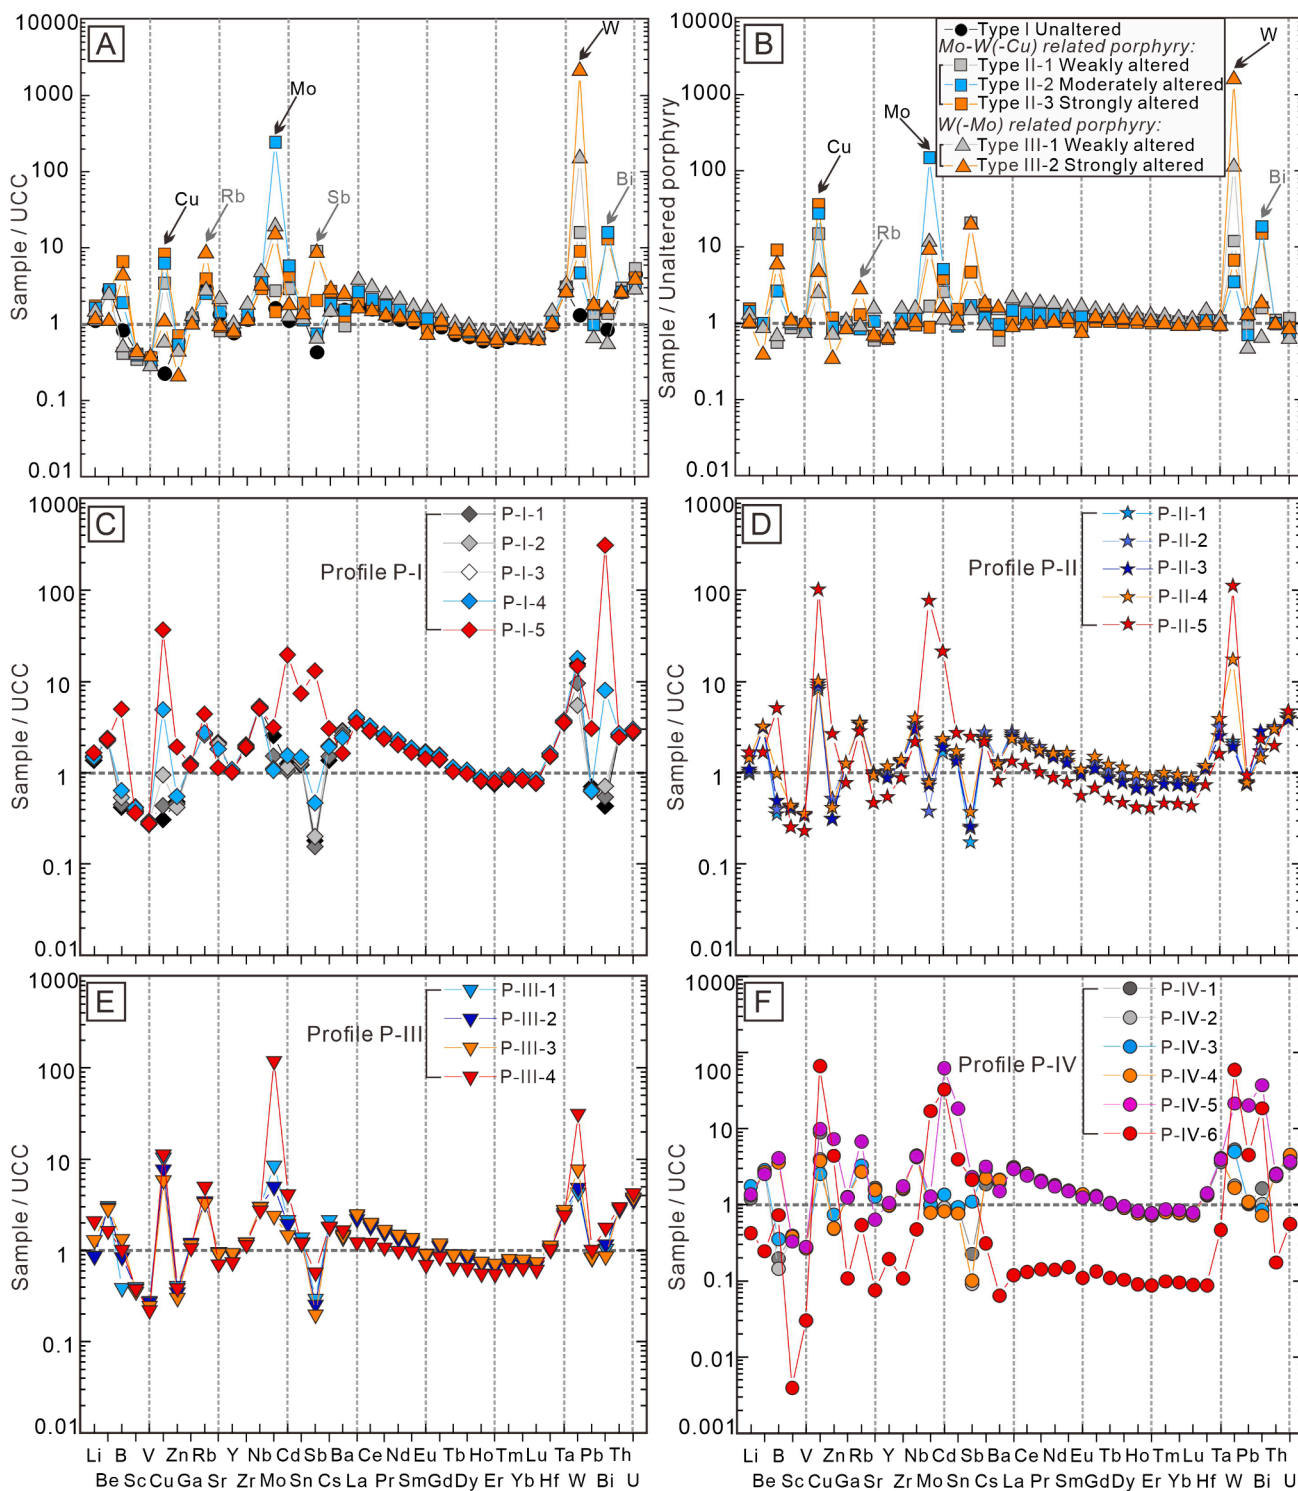 A
10000
1000
100
10
1
0.1
0.01
Sample / UCC
Cu
Rb
Mo
Sb
W
Bi
B
10000
1000
100
10
1
0.1
0.01
Sample / Unaltered porphyry
Type I Unaltered
Mo-W(-Cu) related porphyry:
Type II-1 Weakly altered
Type II-2 Moderately altered
Type II-3 Strongly altered
W(-Mo) related porphyry:
Type III-1 Weakly altered
Type III-2 Strongly altered
Cu
Rb
Mo
W
Bi
C
1000
100
10
1
0.1
0.01
Sample / UCC
Profile P-I
P-I-1
P-I-2
P-I-3
P-I-4
P-I-5
D
1000
100
10
1
0.1
0.01
Sample / UCC
Profile P-II
P-II-1
P-II-2
P-II-3
P-II-4
P-II-5
E
1000
100
10
1
0.1
0.01
Sample / UCC
Profile P-III
P-III-1
P-III-2
P-III-3
P-III-4
Li B V Zn Rb Y Nb Cd Sb Ba Ce Nd Eu Tb Ho Tm Lu Ta Pb Th
Be Sc Cu Ga Sr Zr Mo Sn Cs La Pr Sm Gd Dy Er Yb Hf W Bi U
F
1000
100
10
1
0.1
0.01
0.001
Sample / UCC
Profile P-IV
P-IV-1
P-IV-2
P-IV-3
P-IV-4
P-IV-5
P-IV-6
Li B V Zn Rb Y Nb Cd Sb Ba Ce Nd Eu Tb Ho Tm Lu Ta Pb Th
Be Sc Cu Ga Sr Zr Mo Sn Cs La Pr Sm Gd Dy Er Yb Hf W Bi U